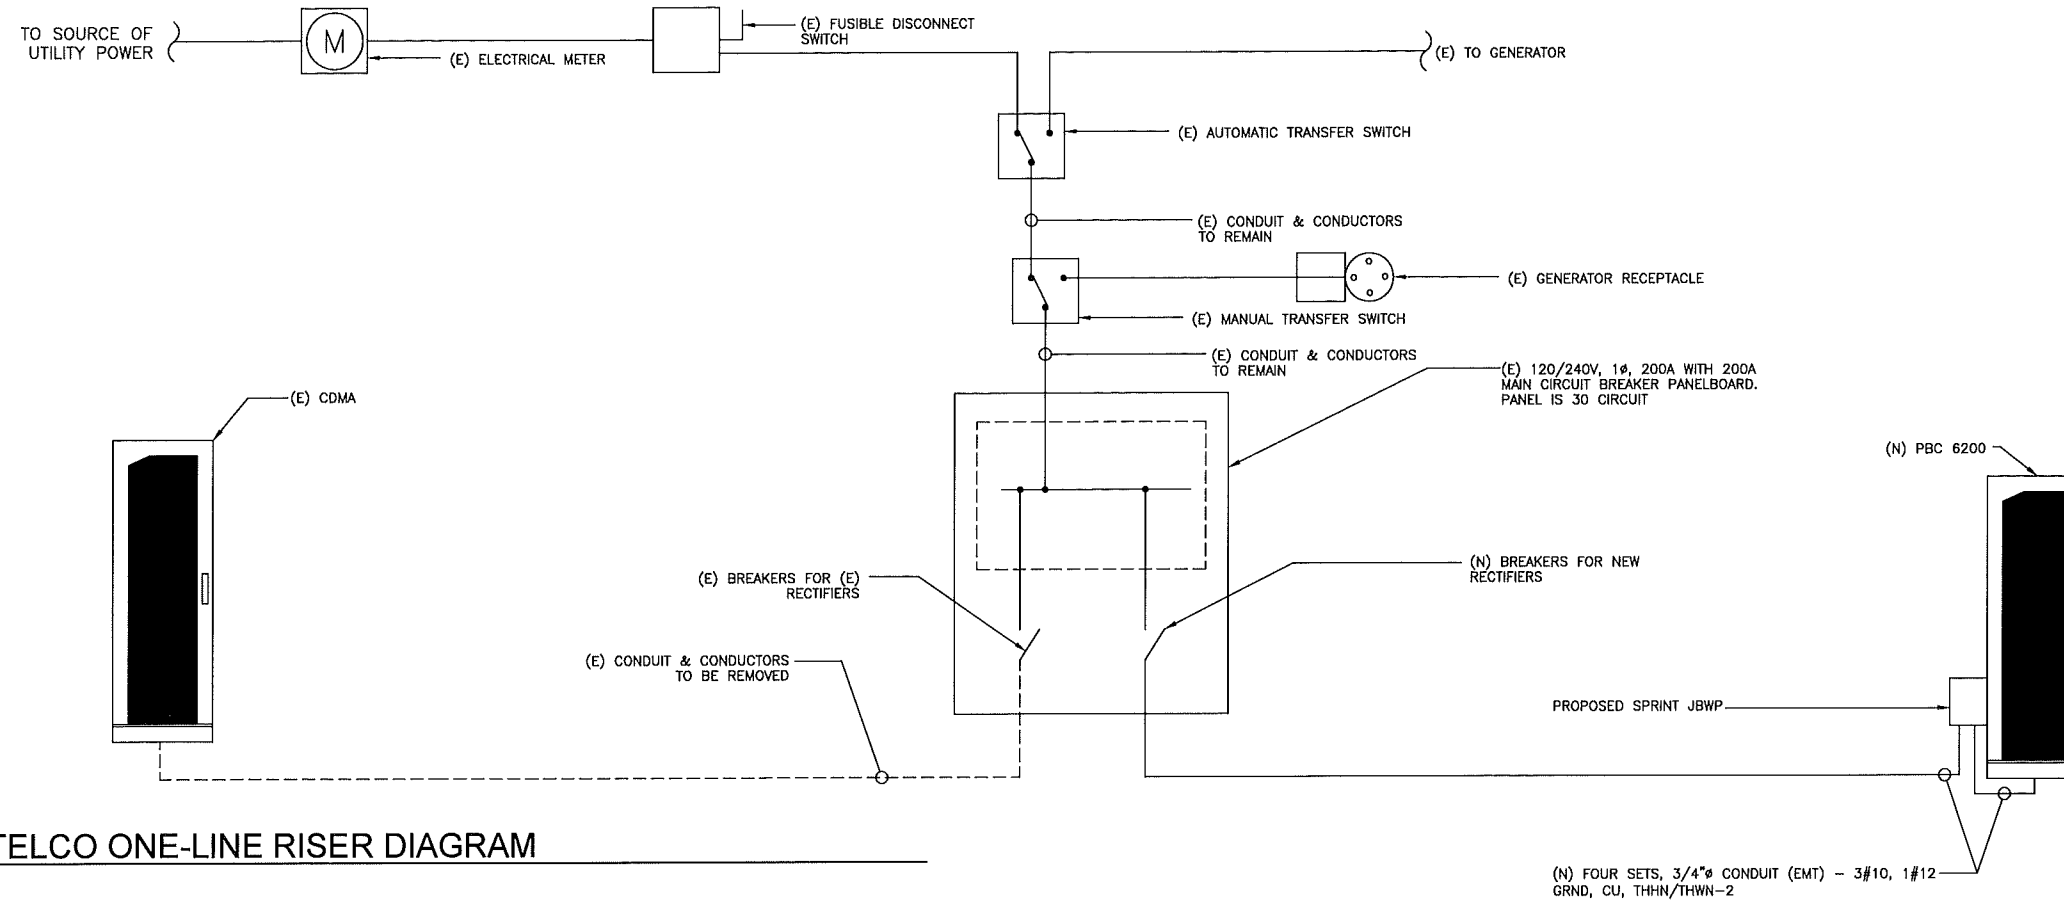 TO SOURCE OF
UTILITY POWER
M
(E) ELECTRICAL METER
(E) FUSIBLE DISCONNECT
SWITCH
(E) TO GENERATOR
(E) AUTOMATIC TRANSFER SWITCH
(E) CONDUIT & CONDUCTORS
TO REMAIN
(E) GENERATOR RECEPTACLE
(E) MANUAL TRANSFER SWITCH
(E) CONDUIT & CONDUCTORS
TO REMAIN
(E) 120/240V, 1ø, 200A WITH 200A
MAIN CIRCUIT BREAKER PANELBOARD.
PANEL IS 30 CIRCUIT
(E) CDMA
(N) PBC 6200
(E) BREAKERS FOR (E)
RECTIFIERS
(N) BREAKERS FOR NEW
RECTIFIERS
(E) CONDUIT & CONDUCTORS
TO BE REMOVED
PROPOSED SPRINT JBWP
TELCO ONE-LINE RISER DIAGRAM
(N) FOUR SETS, 3/4"ø CONDUIT (EMT) - 3#10, 1#12
GRND, CU, THHN/THWN-2